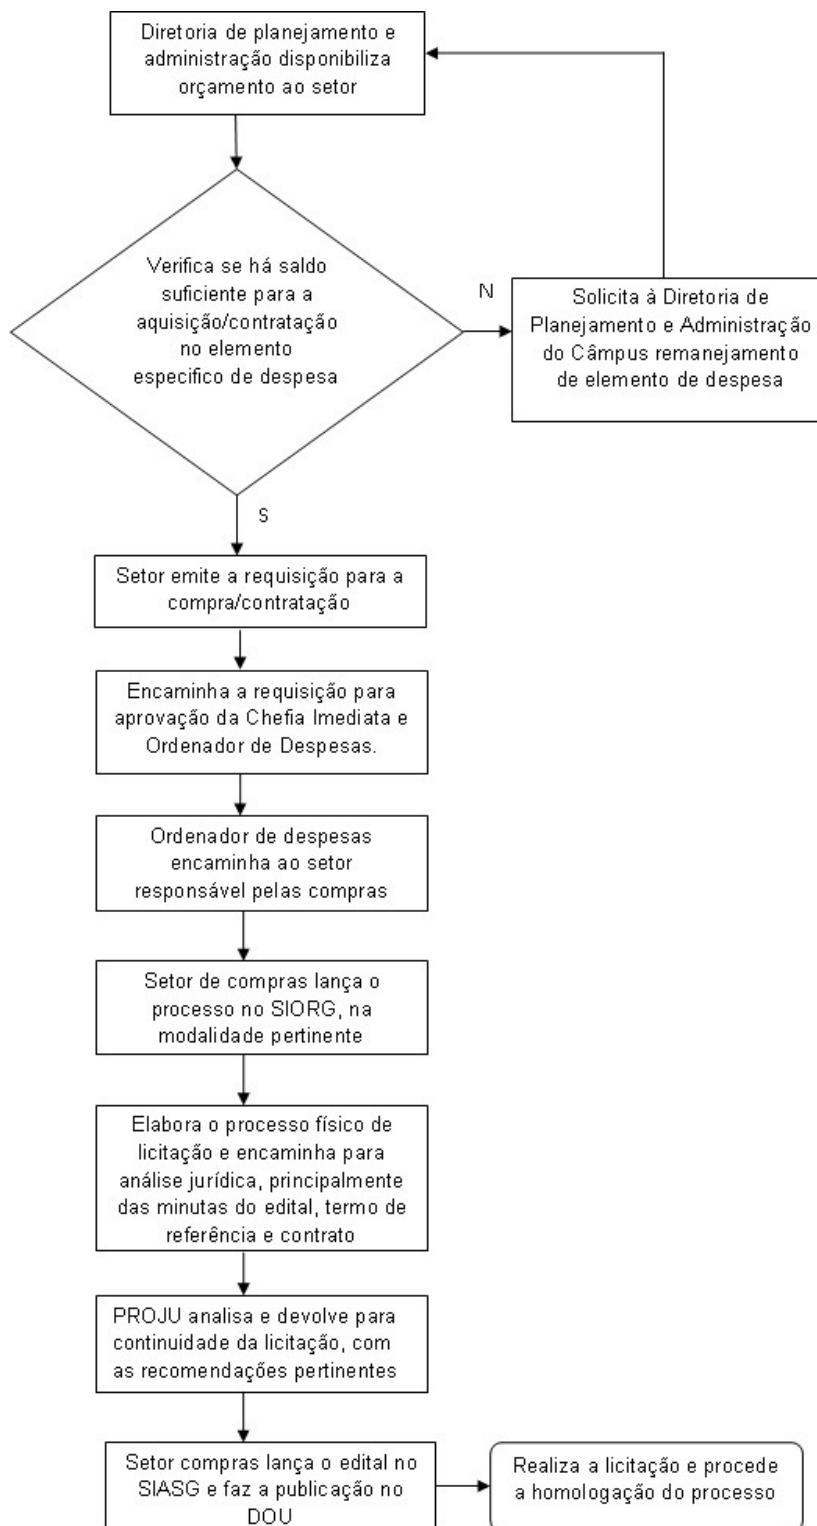 Diretoria de planejamento e
administração disponibiliza
orçamento ao setor
Verifica se há saldo
suficiente para a
aquisição/contratação
no elemento
especifico de despesa
N
Solicita à Diretoria de
Planejamento e Administração
do Câmpus remanejamento
de elemento de despesa
S
Setor emite a requisição para a
compra/contratação
Encaminha a requisição para
aprovação da Chefia Imediata e
Ordenador de Despesas.
Ordenador de despesas
encaminha ao setor
responsável pelas compras
Setor de compras lança o
processo no SIORG, na
modalidade pertinente
Elabora o processo físico de
licitação e encaminha para
análise jurídica, principalmente
das minutas do edital, termo de
referência e contrato
PROJU analisa e devolve para
continuidade da licitação, com
as recomendações pertinentes
Setor compras lança o edital no
SIASG e faz a publicação no
DOU
Realiza a licitação e procede
a homologação do processo